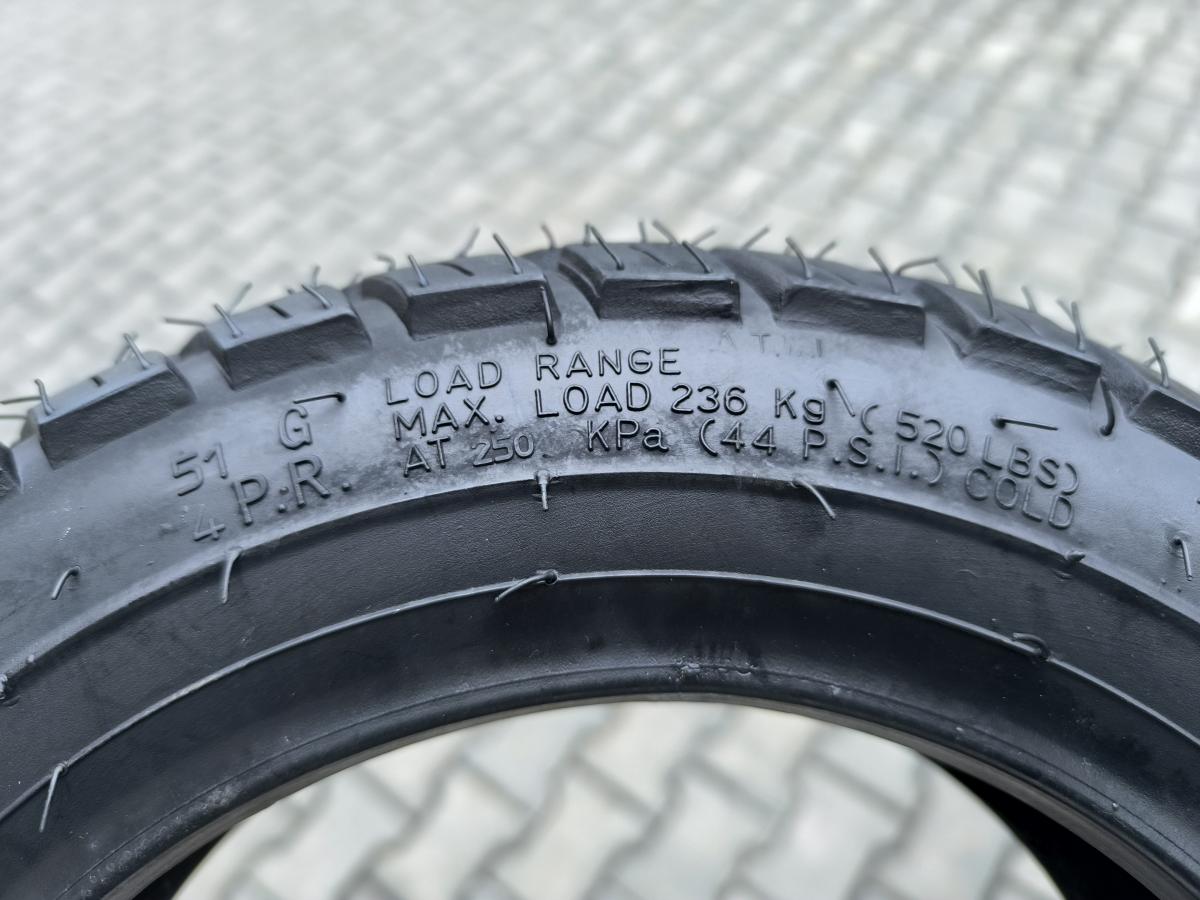 51 G LOAD RANGE
4 P.R. MAX. LOAD 236 Kg (520 LBS)
AT 250 KPa (44 P.S.I.) COLD